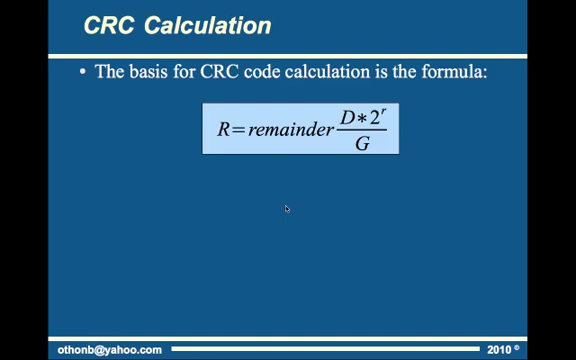 CRC Calculation
• The basis for CRC code calculation is the formula:
R=remainder D∗2^r / G
othonb@yahoo.com
2010 ©